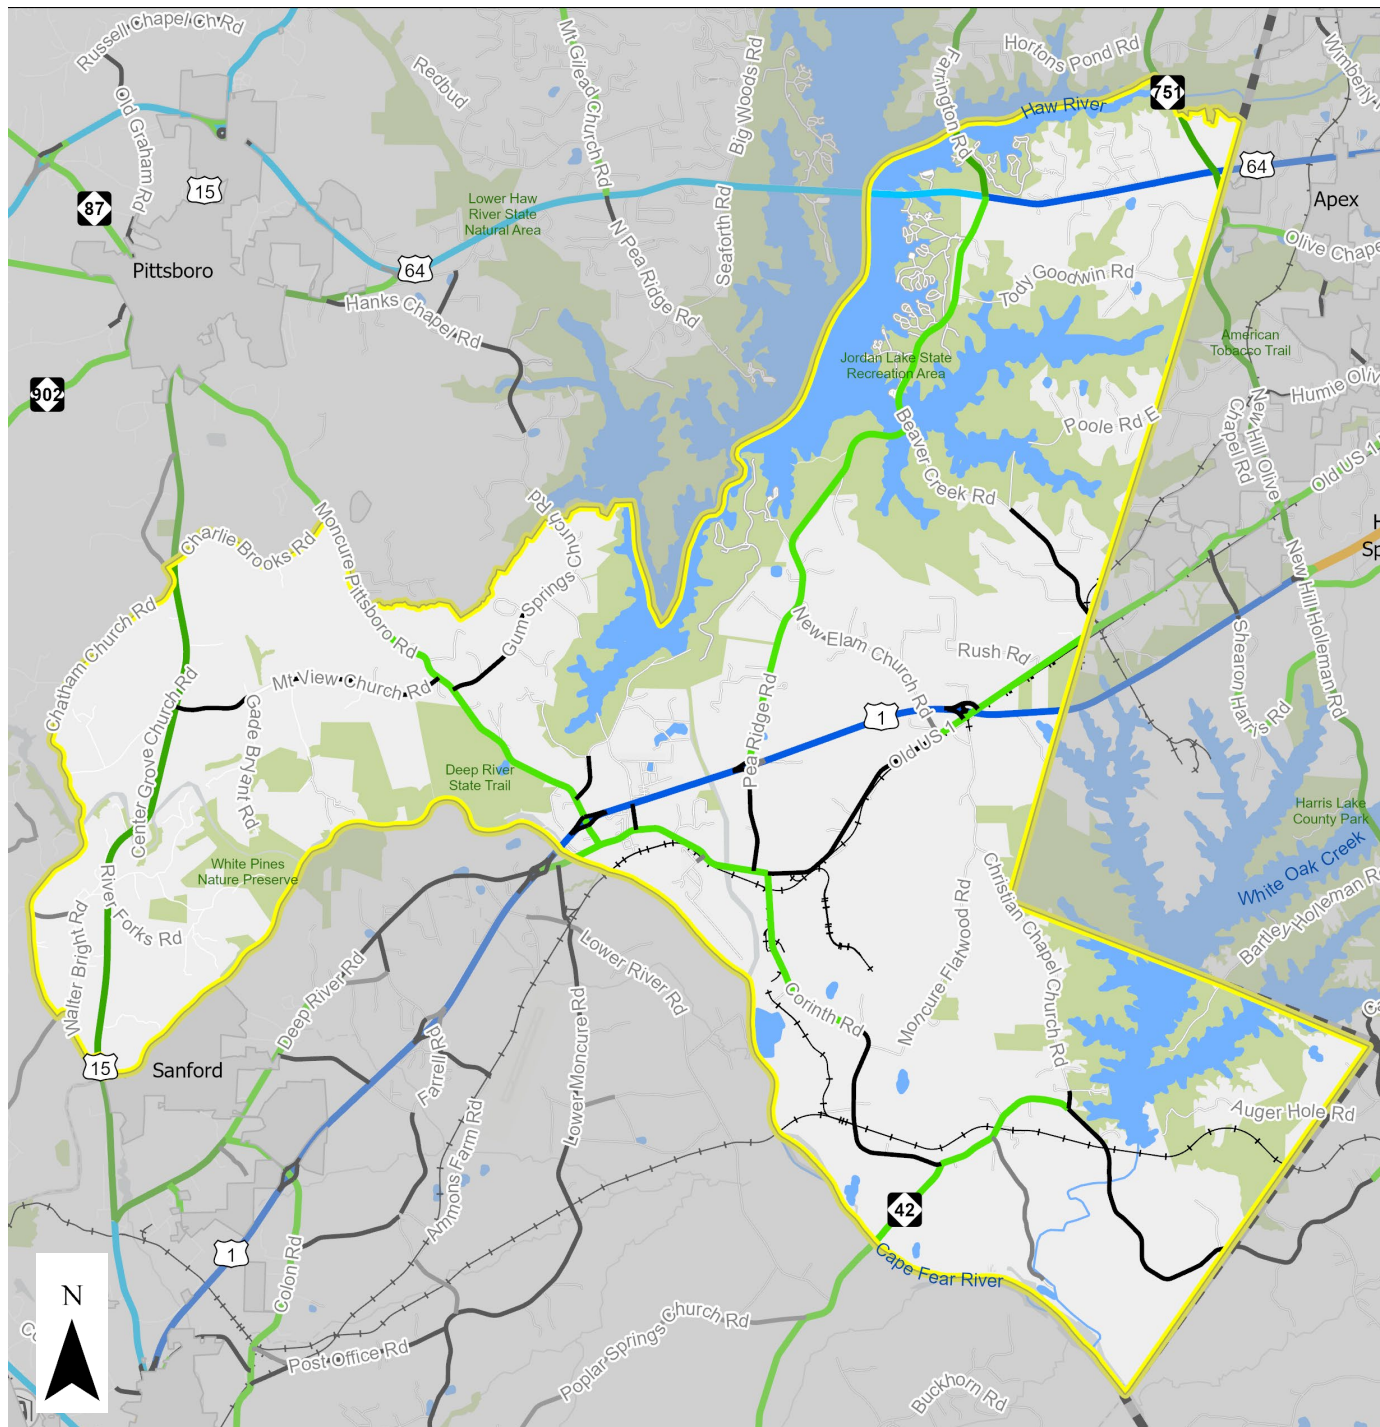 Russell Chapel Ch Rd
Redbud
Mt Gilead Church Rd
Big Woods Rd
Farrington Rd
Hortons Pond Rd
Wimberly
Old Graham Rd
751
Haw River
64
15
87
Apex
Lower Haw
River State
Natural Area
N Pea Ridge Rd
Seaforth Rd
Olive Chape
Pittsboro
64
Hanks Chapel Rd
Tody Goodwin Rd
American
Tobacco Trail
Jordan Lake State
Recreation Area
902
Humie Oliv
Beaver Creek Rd
Poole Rd E
New Hill Olive
Chapel Rd
Old US 1
Moncure Pittsboro Rd
Charlie Brooks Rd
Gum Springs Church Rd
H
Sp
Chatham Church Rd
New Elam Church Rd
Rush Rd
Shearon Harris Rd
New Hill Holleman Rd
Mt View Church Rd
Gade Bryant Rd
Center Grove Church Rd
Pea Ridge Rd
1
Old US 1
Deep River
State Trail
Harris Lake
County Park
White Oak Creek
White Pines
Nature Preserve
River Forks Rd
Walter Bright Rd
Moncure Flatwood Rd
Christian Chapel Church Rd
Bartley Holleman Rd
Deep River Rd
Lower River Rd
Corinth Rd
Ca
15
Sanford
Farrell Rd
Lower Moncure Rd
Ammons Farm Rd
Auger Hole Rd
42
1
Colon Rd
Cape Fear River
N
Co
Post Office Rd
Poplar Springs Church Rd
Buckhorn Rd